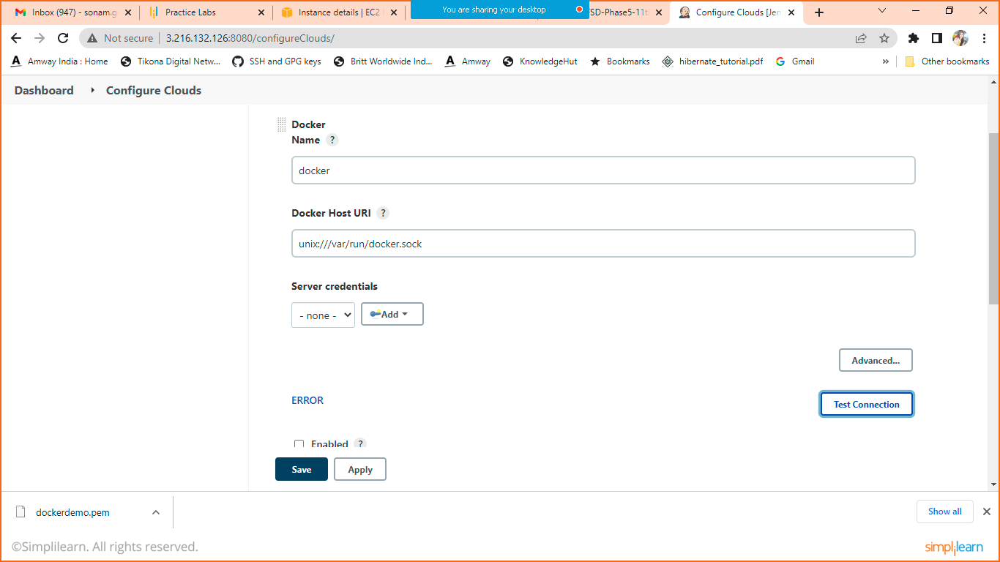 Inbox (947) - sonam.g
Practice Labs
Instance details | EC2
You are sharing your desktop
FSD-Phase5-11th
Configure Clouds [Jen
Not secure
3.216.132.126:8080/configureClouds/
Amway India : Home
Tikona Digital Netw...
SSH and GPG keys
Britt Worldwide Ind...
Amway
KnowledgeHut
Bookmarks
hibernate_tutorial.pdf
Gmail
»
Other bookmarks
Dashboard
Configure Clouds
Docker
Name ?
docker
Docker Host URI ?
unix:///var/run/docker.sock
Server credentials
- none -
Add
Advanced...
ERROR
Test Connection
Enabled ?
Save
Apply
dockerdemo.pem
Show all
©Simplilearn. All rights reserved.
simplilearn